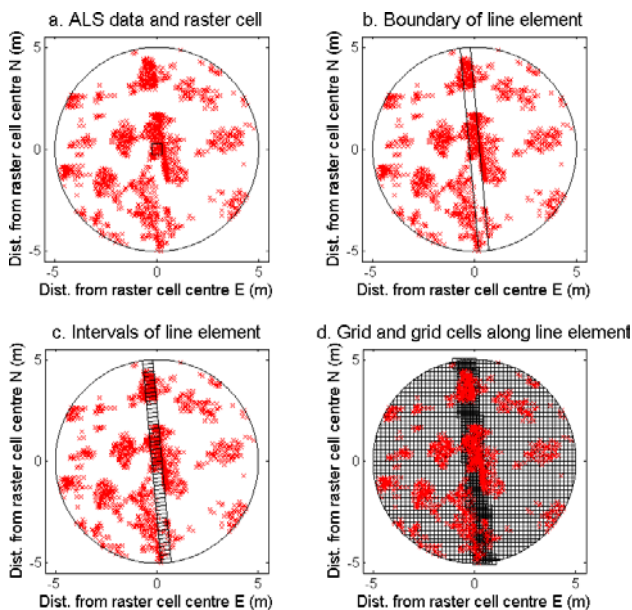 a. ALS data and raster cell
Dist. from raster cell centre N (m)
5
0
-5
-5
0
5
Dist. from raster cell centre E (m)
b. Boundary of line element
Dist. from raster cell centre N (m)
5
0
-5
-5
0
5
Dist. from raster cell centre E (m)
c. Intervals of line element
Dist. from raster cell centre N (m)
5
0
-5
-5
0
5
Dist. from raster cell centre E (m)
d. Grid and grid cells along line element
Dist. from raster cell centre N (m)
5
0
-5
-5
0
5
Dist. from raster cell centre E (m)